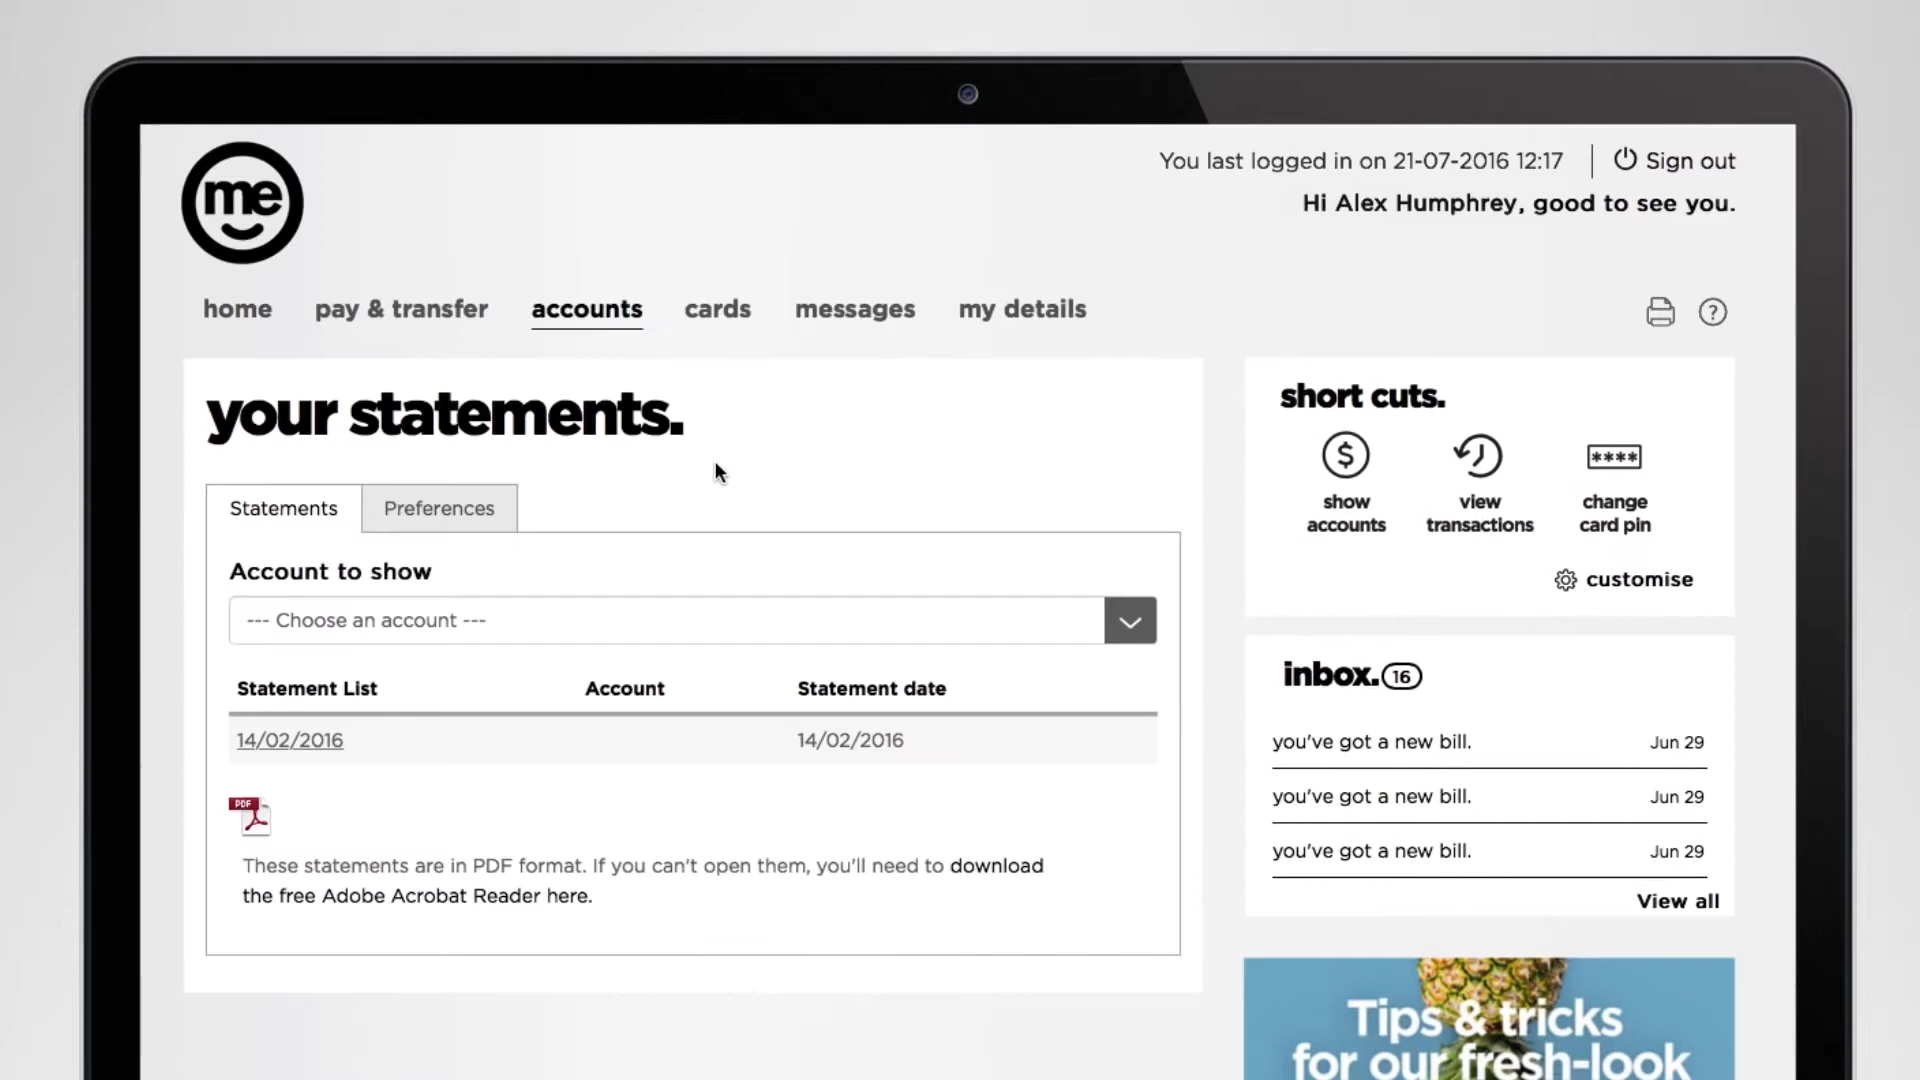 me
You last logged in on 21-07-2016 12:17
Sign out
Hi Alex Humphrey, good to see you.
home
pay & transfer
accounts
cards
messages
my details
?
your statements.
Statements
Preferences
Account to show
--- Choose an account ---
Statement List
Account
Statement date
14/02/2016
14/02/2016
PDF
These statements are in PDF format. If you can't open them, you'll need to download
the free Adobe Acrobat Reader here.
short cuts.
$
****
show
accounts
view
transactions
change
card pin
customise
inbox. 16
you've got a new bill.
Jun 29
you've got a new bill.
Jun 29
you've got a new bill.
Jun 29
View all
Tips & tricks
for our fresh-look